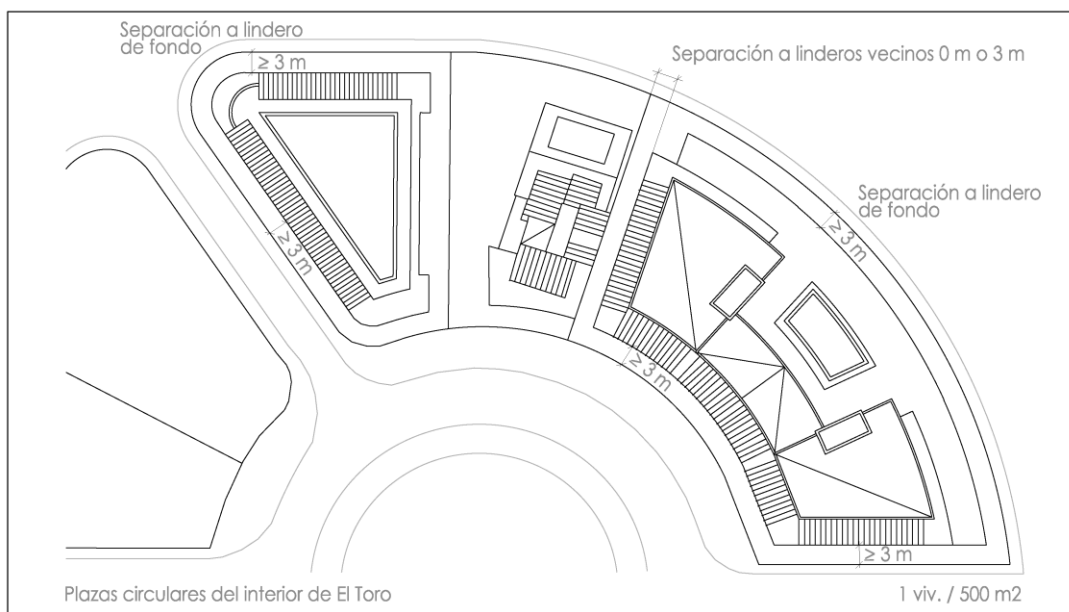 Separación a lindero
de fondo
≥ 3 m
Separación a linderos vecinos 0 m o 3 m
Separación a lindero
de fondo
≥ 3 m
≥ 3 m
≥ 3 m
≥ 3 m
Plazas circulares del interior de El Toro
1 viv. / 500 m2